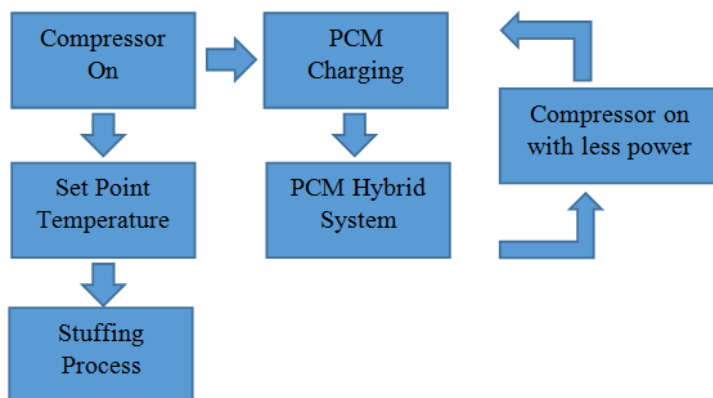 Compressor
On
PCM
Charging
Compressor on
with less power
Set Point
Temperature
PCM Hybrid
System
Stuffing
Process